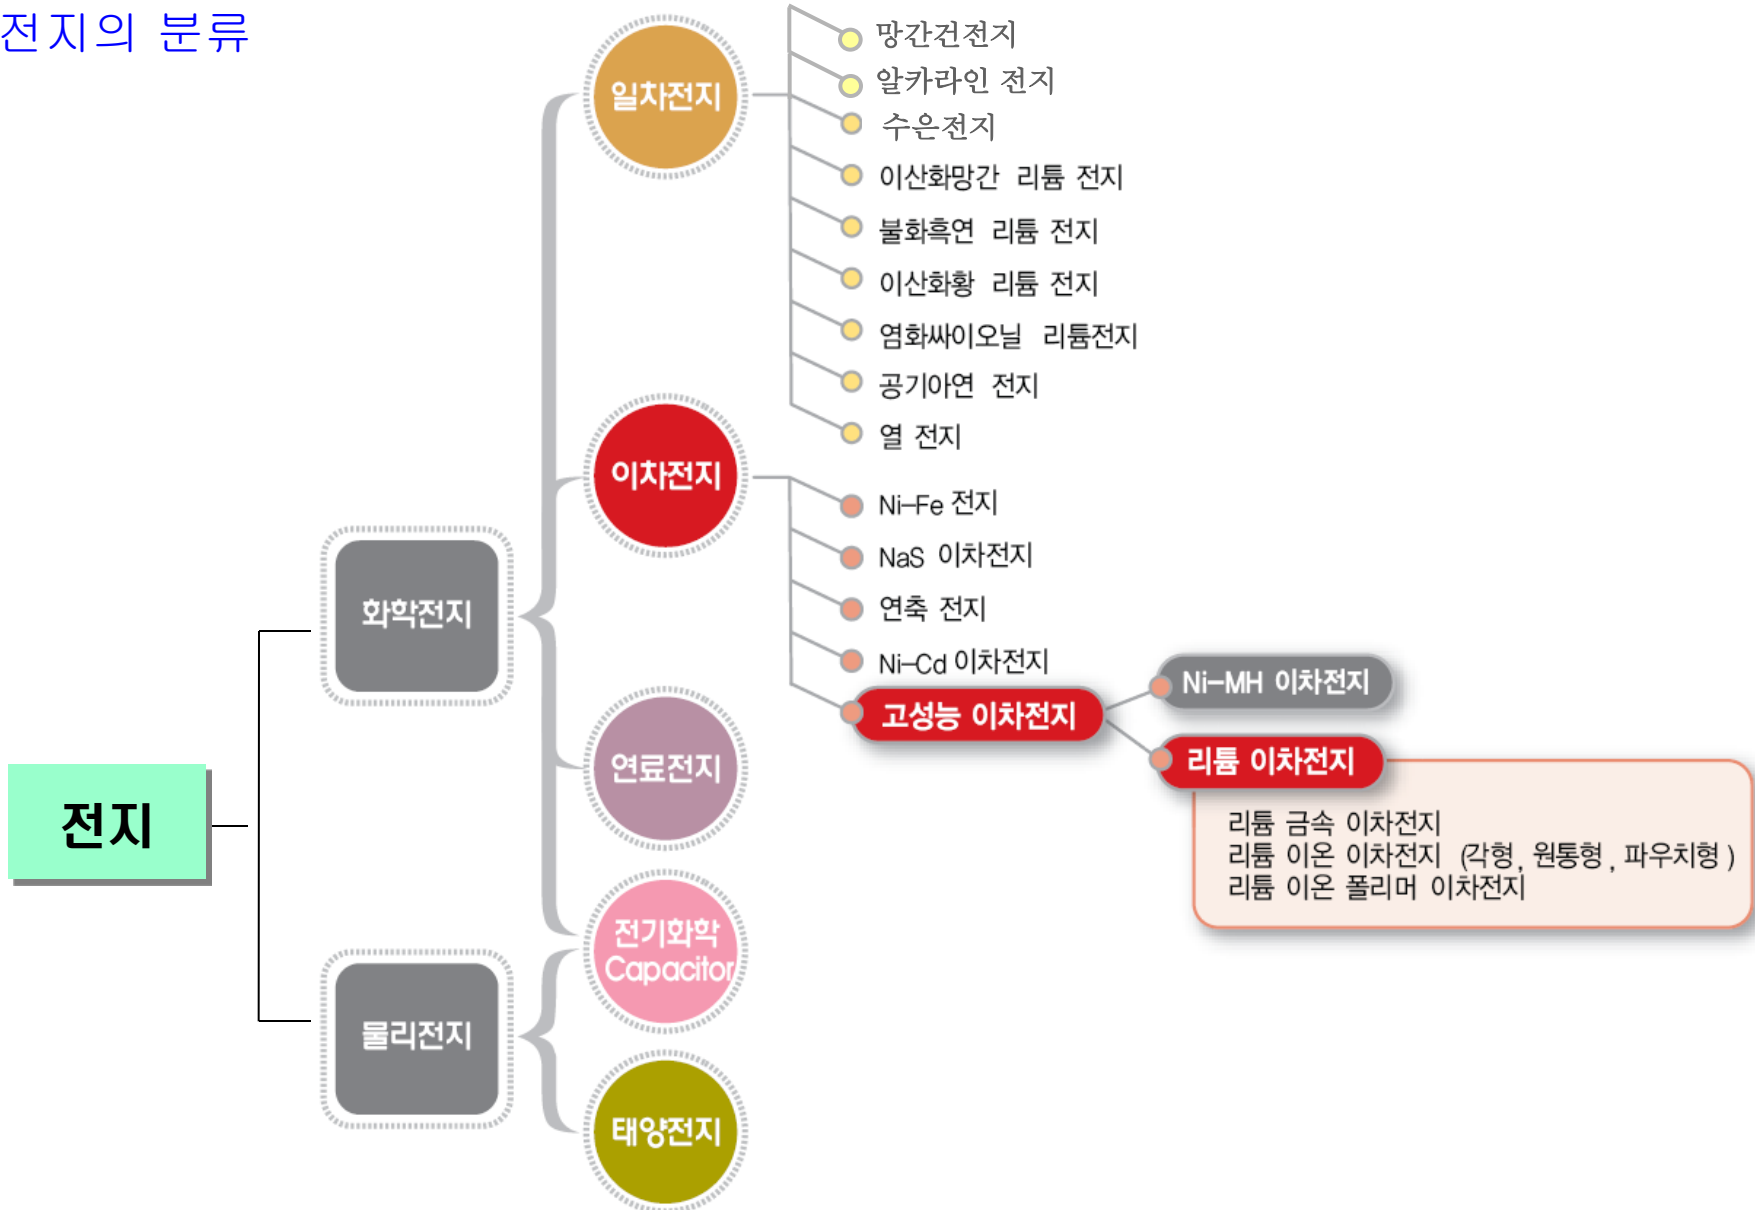 전지의 분류
일차전지
망간건전지
알카라인 전지
수은전지
이산화망간 리튬 전지
불화흑연 리튬 전지
이산화황 리튬 전지
염화싸이오닐 리튬전지
공기아연 전지
열 전지
이차전지
Ni-Fe 전지
NaS 이차전지
연축 전지
Ni-Cd 이차전지
고성능 이차전지
Ni-MH 이차전지
리튬 이차전지
리튬 금속 이차전지
리튬 이온 이차전지 (각형, 원통형, 파우치형)
리튬 이온 폴리머 이차전지
화학전지
연료전지
전지
전기화학
Capacitor
물리전지
태양전지